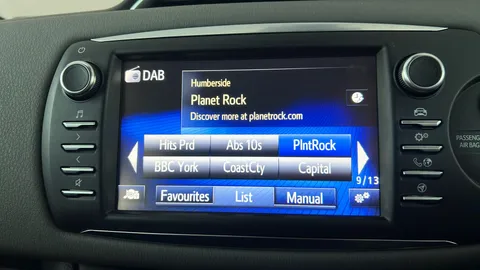 DAB
Humberside
Planet Rock
Discover more at planetrock.com
Hits Prd Abs 10s PlntRock
BBC York CoastCty Capital
9/13
Favourites List Manual
PASSENGER
AIR BAG